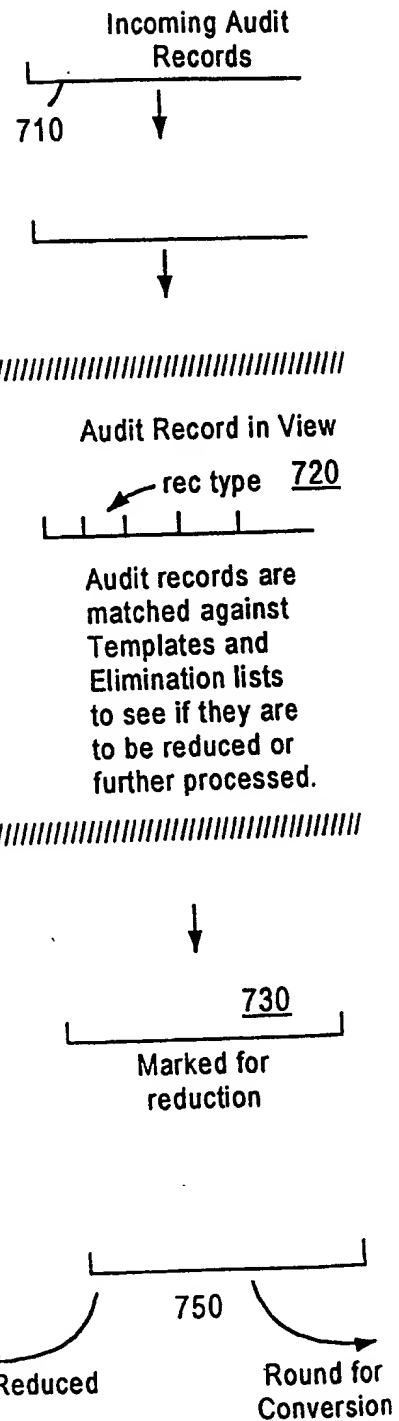 Incoming Audit
Records
710
Audit Record in View
rec type 720
Audit records are
matched against
Templates and
Elimination lists
to see if they are
to be reduced or
further processed.
730
Marked for
reduction
750
Reduced
Round for
Conversion